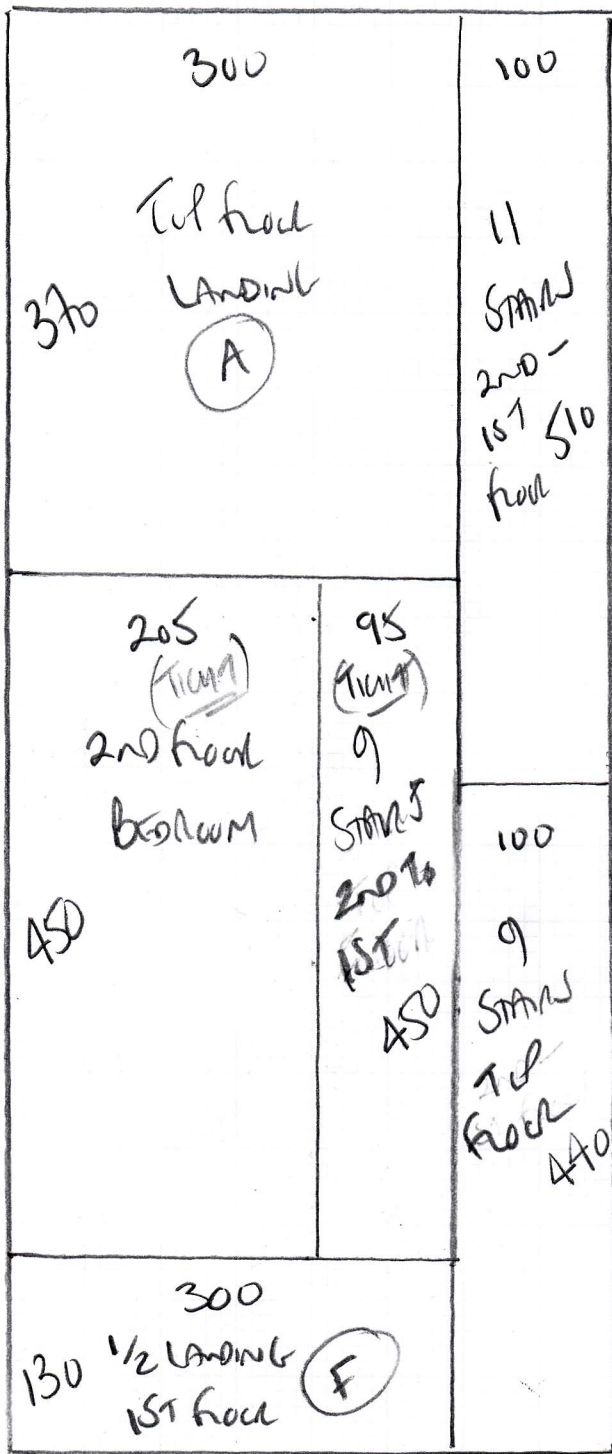 300
TOP FLOOR
LANDING
370
A
100
11
STAIRS
2ND -
1ST 510
FLOOR
205
(TIGHT)
2ND FLOOR
BEDROOM
450
95
(TIGHT)
9
STAIRS
2ND TO
1ST
450
100
9
STAIRS
TOP
FLOOR
440
300
130 1/2 LANDING
1ST FLOOR
F